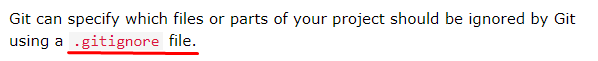 Git can specify which files or parts of your project should be ignored by Git
using a .gitignore file.